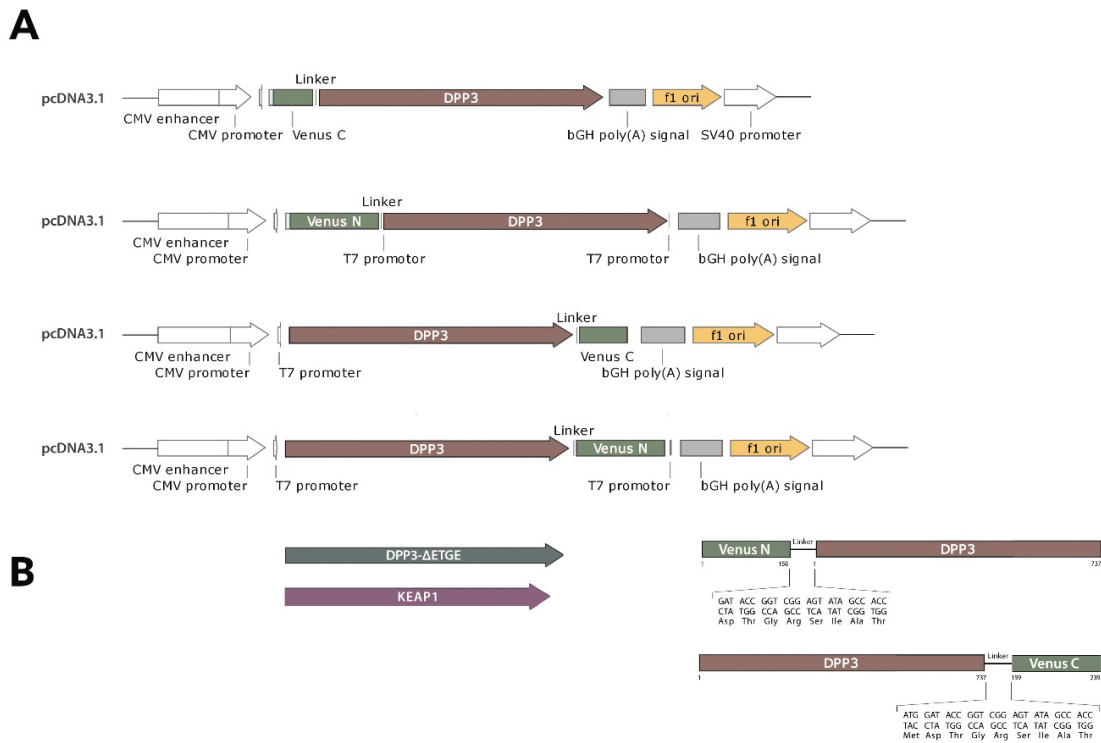 A
Linker
pcDNA3.1
DPP3
f1 ori
CMV enhancer
CMV promoter
Venus C
bGH poly(A) signal
SV40 promoter
Linker
pcDNA3.1
Venus N
DPP3
f1 ori
CMV enhancer
CMV promoter
T7 promotor
T7 promotor
bGH poly(A) signal
Linker
pcDNA3.1
DPP3
f1 ori
CMV enhancer
Venus C
CMV promoter
T7 promoter
bGH poly(A) signal
Linker
pcDNA3.1
DPP3
Venus N
f1 ori
CMV enhancer
CMV promoter
T7 promoter
T7 promotor
bGH poly(A) signal
B
DPP3-ΔETGE
KEAP1
Venus N
Linker
DPP3
1 158 1 737
GAT ACC GGT CGG AGT ATA GCC ACC
CTA TGG CCA GCC TCA TAT CGG TGG
Asp Thr Gly Arg Ser Ile Ala Thr
DPP3
Linker
Venus C
1 737 159 239
ATG GAT ACC GGT CGG AGT ATA GCC ACC
TAC CTA TGG CCA GCC TCA TAT CGG TGG
Met Asp Thr Gly Arg Ser Ile Ala Thr